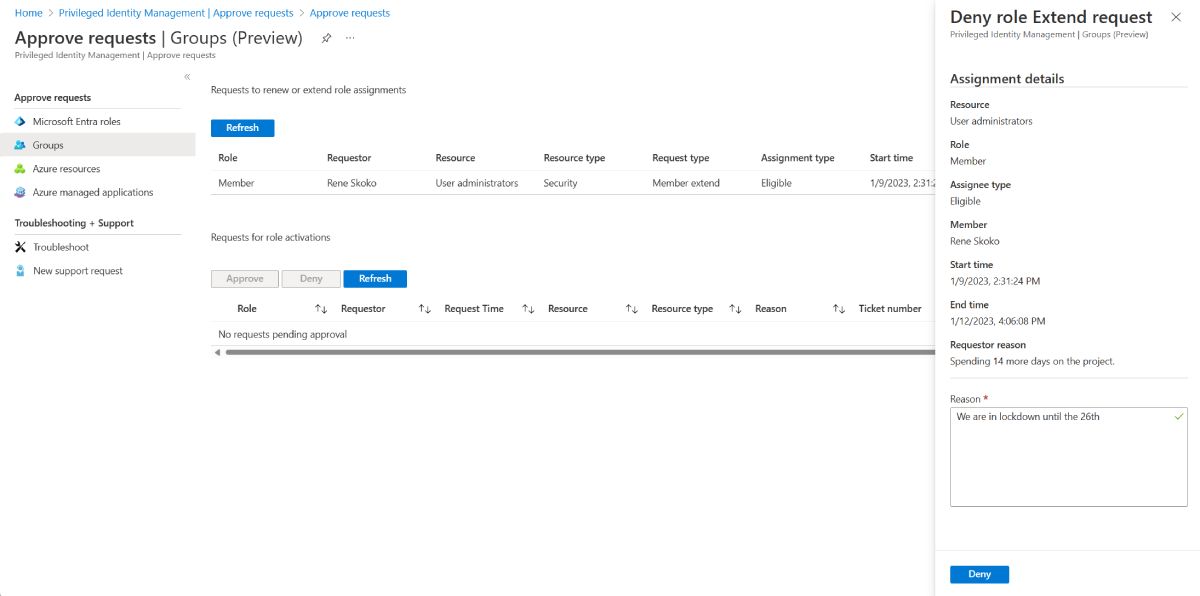 Home > Privileged Identity Management | Approve requests > Approve requests
Approve requests | Groups (Preview) ···
Privileged Identity Management | Approve requests
«
Approve requests
Microsoft Entra roles
Groups
Azure resources
Azure managed applications
Troubleshooting + Support
Troubleshoot
New support request
Requests to renew or extend role assignments
Refresh
Role Requestor Resource Resource type Request type Assignment type Start time
Member Rene Skoko User administrators Security Member extend Eligible 1/9/2023, 2:31:2
Requests for role activations
Approve Deny Refresh
Role Requestor Request Time Resource Resource type Reason Ticket number
No requests pending approval
Deny role Extend request
Privileged Identity Management | Groups (Preview)
Assignment details
Resource
User administrators
Role
Member
Assignee type
Eligible
Member
Rene Skoko
Start time
1/9/2023, 2:31:24 PM
End time
1/12/2023, 4:06:08 PM
Requestor reason
Spending 14 more days on the project.
Reason *
We are in lockdown until the 26th
Deny